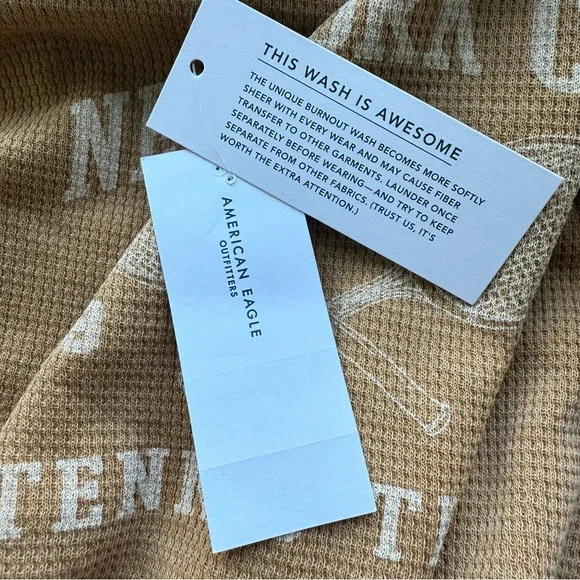 THIS WASH IS AWESOME
THE UNIQUE BURNOUT WASH BECOMES MORE SOFTLY
SHEER WITH EVERY WEAR AND MAY CAUSE FIBER
TRANSFER TO OTHER GARMENTS. LAUNDER ONCE
SEPARATELY BEFORE WEARING—AND TRY TO KEEP
SEPARATE FROM OTHER FABRICS. (TRUST US, IT'S
WORTH THE EXTRA ATTENTION.)
AMERICAN EAGLE
OUTFITTERS